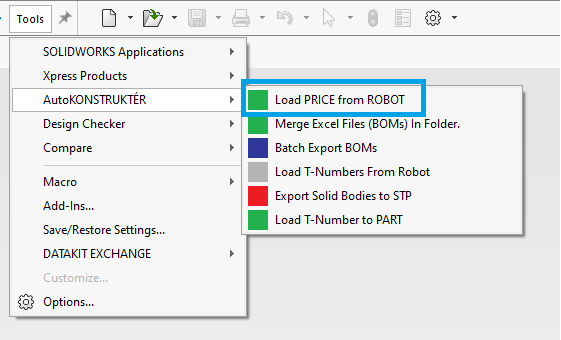 Tools
SOLIDWORKS Applications
Xpress Products
AutoKONSTRUKTÉR
Design Checker
Compare
Macro
Add-Ins...
Save/Restore Settings...
DATAKIT EXCHANGE
Customize...
Options...
Load PRICE from ROBOT
Merge Excel Files (BOMs) In Folder.
Batch Export BOMs
Load T-Numbers From Robot
Export Solid Bodies to STP
Load T-Number to PART